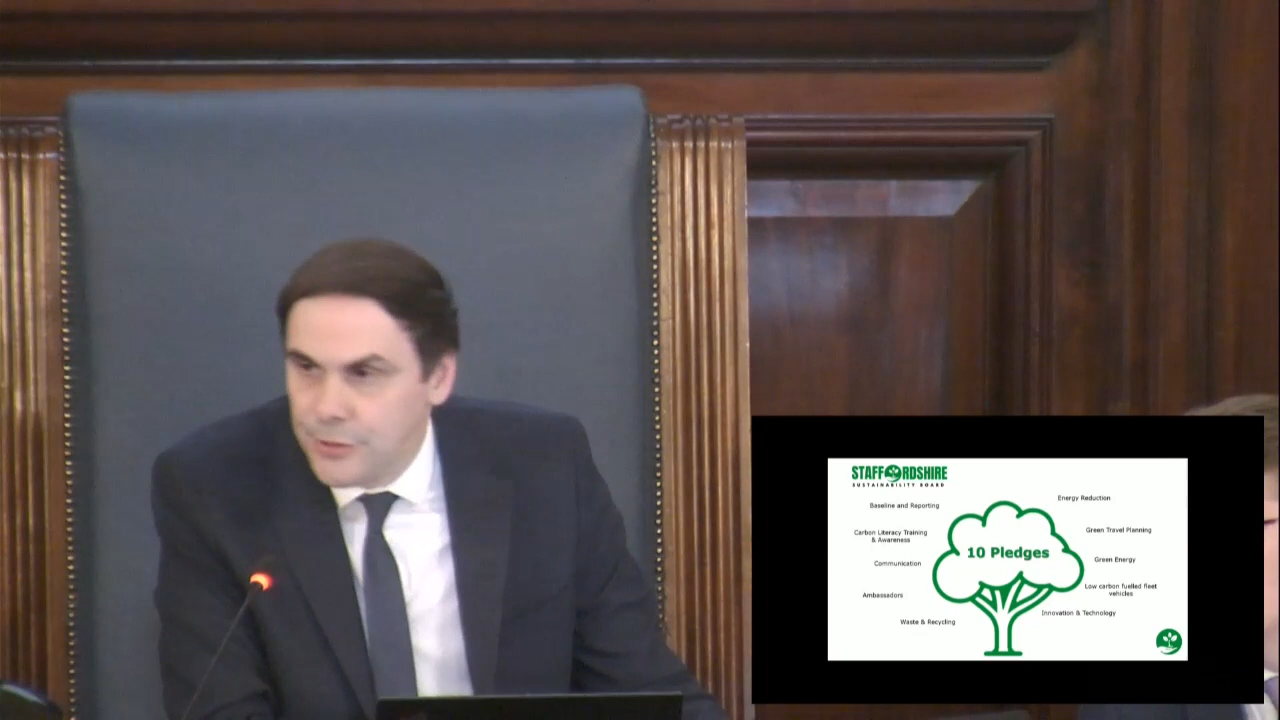 STAFFORDSHIRE
SUSTAINABILITY BOARD
Baseline and Reporting
Carbon Literacy Training
& Awareness
Communication
Ambassadors
Waste & Recycling
10 Pledges
Energy Reduction
Green Travel Planning
Green Energy
Low carbon fuelled fleet
vehicles
Innovation & Technology